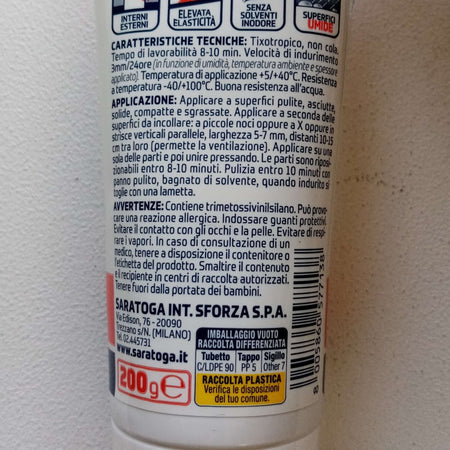 INTERNI
ESTERNI
ELEVATA
ELASTICITÀ
SENZA
SOLVENTI
INODORE
SUPERFICI
UMIDE
CARATTERISTICHE TECNICHE: Tixotropico, non cola.
Tempo di lavorabilità 8-10 min. Velocità di indurimento
3mm/24ore (in funzione di umidità, temperatura ambiente e spessore
applicato). Temperatura di applicazione +5/+40°C. Resistenza
a temperatura -40/+100°C. Buona resistenza all'acqua.
APPLICAZIONE: Applicare a superfici pulite, asciutte,
solide, compatte e sgrassate. Applicare a seconda delle
superfici da incollare: a piccole noci oppure a X oppure in
strisce verticali parallele, larghezza 5-7 mm, distanti 10-15
cm tra loro (permette la ventilazione). Applicare su una
sola delle parti e poi unire pressando. Le parti sono riposi-
zionabili entro 8-10 minuti. Pulizia entro 10 minuti con
panno pulito, bagnato di solvente, quando indurito si
toglie con una lametta.
AVVERTENZE: Contiene trimetossivinilsilano. Può provo-
care una reazione allergica. Indossare guanti protettivi.
Evitare il contatto con gli occhi e la pelle. Evitare di respi-
rare i vapori. In caso di consultazione di un
medico, tenere a disposizione il contenitore o
l'etichetta del prodotto. Smaltire il contenuto
e il recipiente in centri di raccolta autorizzati.
Tenere fuori dalla portata dei bambini.
SARATOGA INT. SFORZA S.P.A.
Via Edison, 76 - 20090
Trezzano s/N. (MILANO)
Tel. 02.445731
www.saratoga.it
200g e
IMBALLAGGIO VUOTO
RACCOLTA DIFFERENZIATA
Tubetto Tappo Sigillo
C/LDPE 90 PP 5 Other 7
RACCOLTA PLASTICA
Verifica le disposizioni
del tuo comune.
8 005860 577138